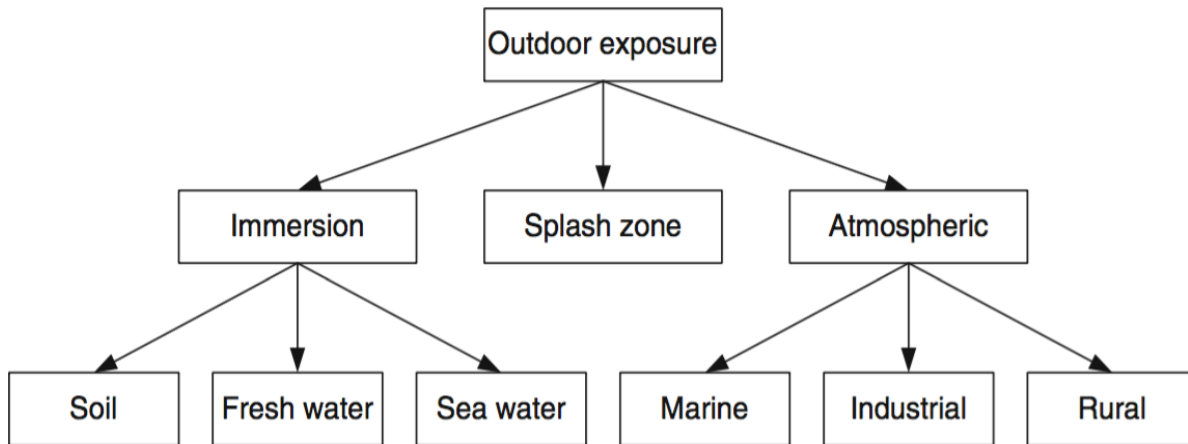 Outdoor exposure
Immersion
Splash zone
Atmospheric
Soil
Fresh water
Sea water
Marine
Industrial
Rural